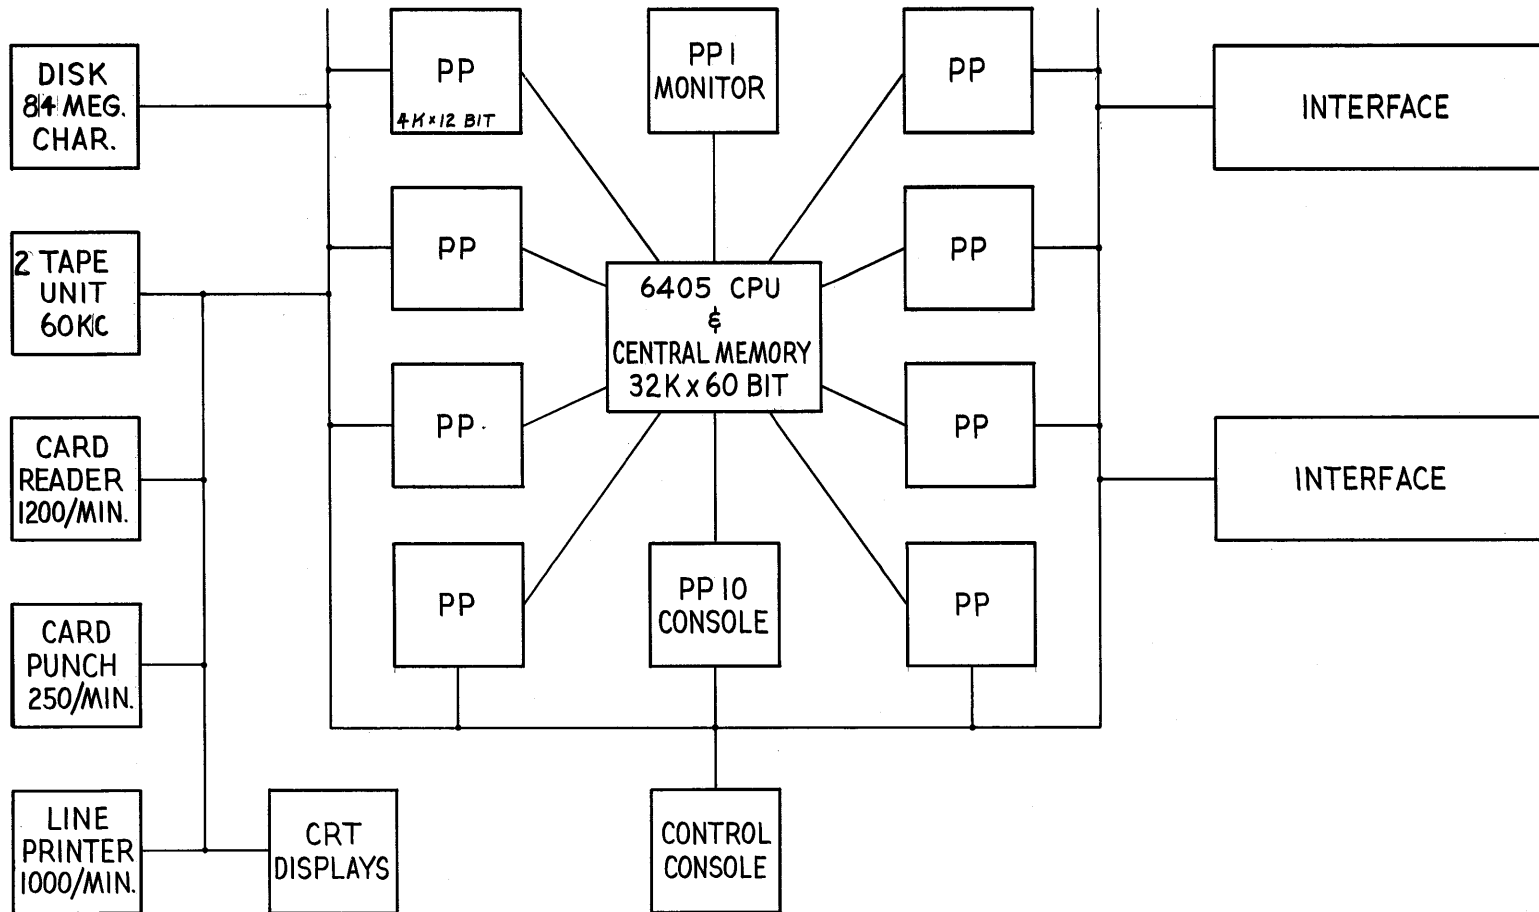 DISK
84 MEG.
CHAR.
PP
4K x 12 BIT
PP 1
MONITOR
PP
INTERFACE
2 TAPE
UNIT
60KC
PP
6405 CPU
&
CENTRAL MEMORY
32K x 60 BIT
PP
CARD
READER
1200/MIN.
PP
PP
INTERFACE
CARD
PUNCH
250/MIN.
PP
PP 10
CONSOLE
PP
LINE
PRINTER
1000/MIN.
CRT
DISPLAYS
CONTROL
CONSOLE